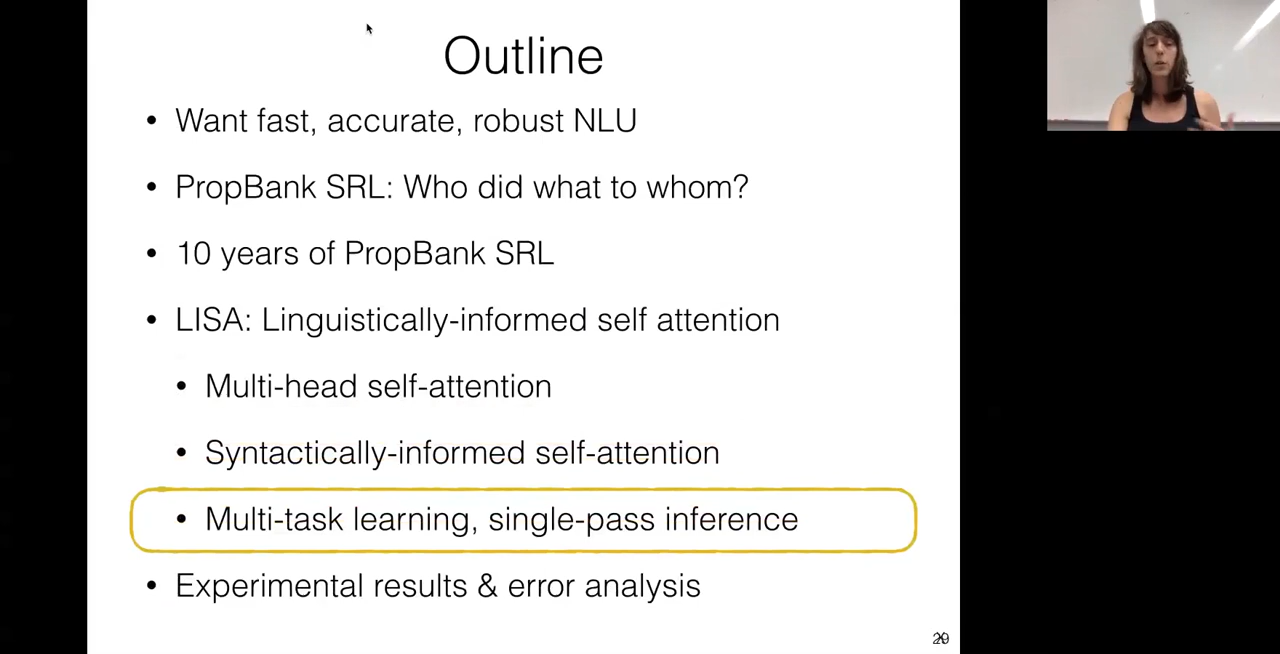 Outline
• Want fast, accurate, robust NLU
• PropBank SRL: Who did what to whom?
• 10 years of PropBank SRL
• LISA: Linguistically-informed self attention
• Multi-head self-attention
• Syntactically-informed self-attention
• Multi-task learning, single-pass inference
• Experimental results & error analysis